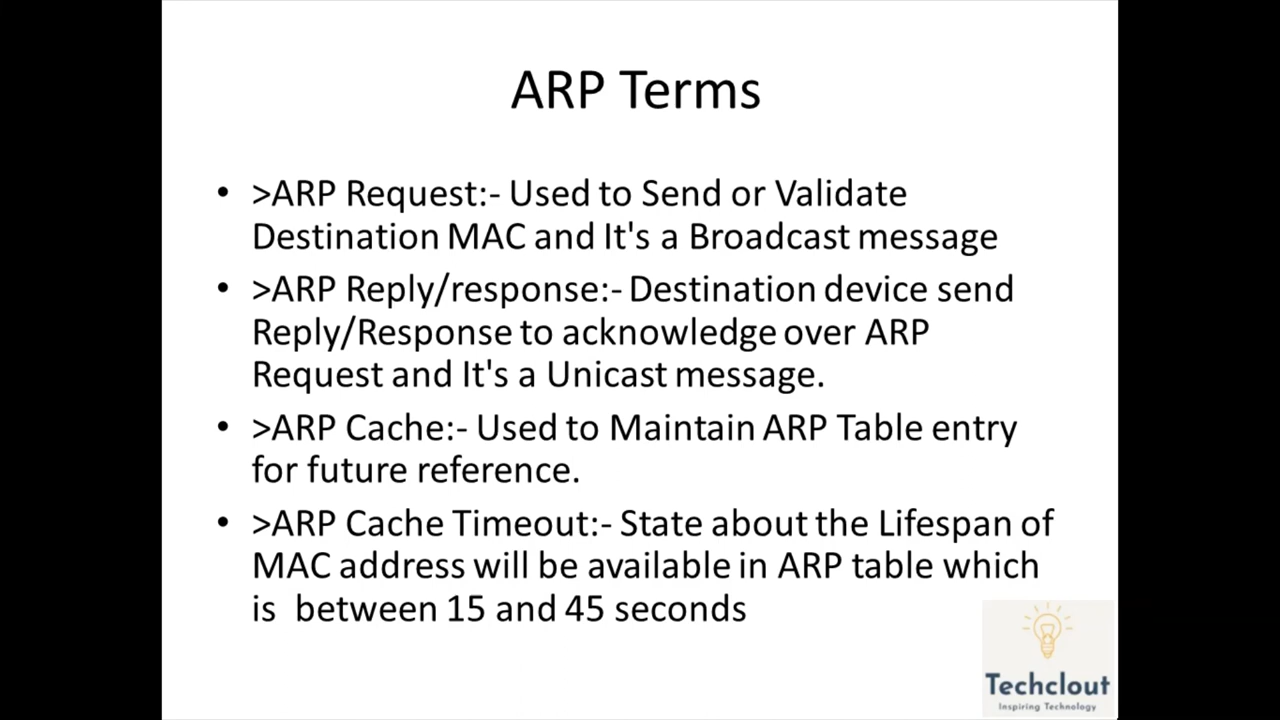 ARP Terms
• >ARP Request:- Used to Send or Validate
Destination MAC and It's a Broadcast message
• >ARP Reply/response:- Destination device send
Reply/Response to acknowledge over ARP
Request and It's a Unicast message.
• >ARP Cache:- Used to Maintain ARP Table entry
for future reference.
• >ARP Cache Timeout:- State about the Lifespan of
MAC address will be available in ARP table which
is  between 15 and 45 seconds
Techclout
Inspiring Technology